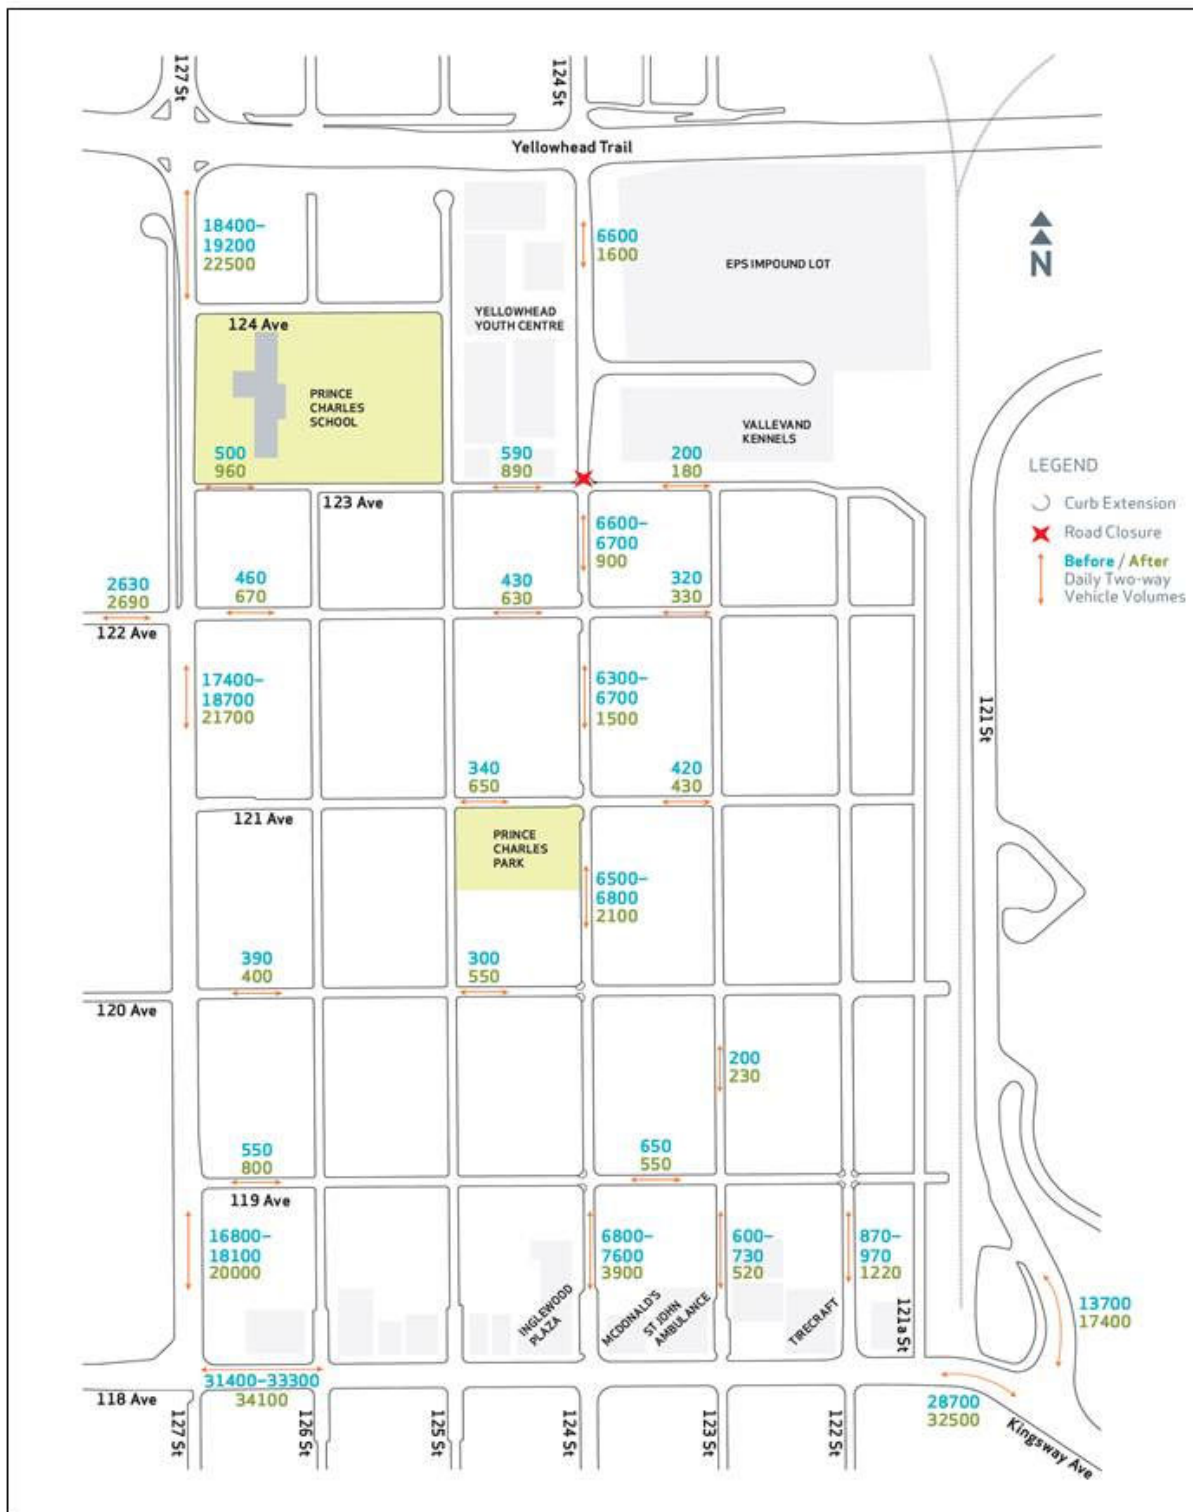 127 St
124 St
Yellowhead Trail
18400–
19200
22500
6600
1600
EPS IMPOUND LOT
N
YELLOWHEAD
YOUTH CENTRE
124 Ave
PRINCE
CHARLES
SCHOOL
VALLEVAND
KENNELS
500
960
590
890
200
180
LEGEND
Curb Extension
Road Closure
Before / After
Daily Two-way
Vehicle Volumes
123 Ave
6600–
6700
900
2630
2690
460
670
430
630
320
330
122 Ave
17400–
18700
21700
6300–
6700
1500
121 St
340
650
420
430
121 Ave
PRINCE
CHARLES
PARK
6500–
6800
2100
390
400
300
550
120 Ave
200
230
550
800
650
550
119 Ave
16800–
18100
20000
6800–
7600
3900
600–
730
520
870–
970
1220
INGLEWOOD
PLAZA
MCDONALD'S
ST JOHN
AMBULANCE
TIRECRAFT
121a St
13700
17400
31400–33300
34100
118 Ave
28700
32500
127 St
126 St
125 St
124 St
123 St
122 St
Kingsway Ave